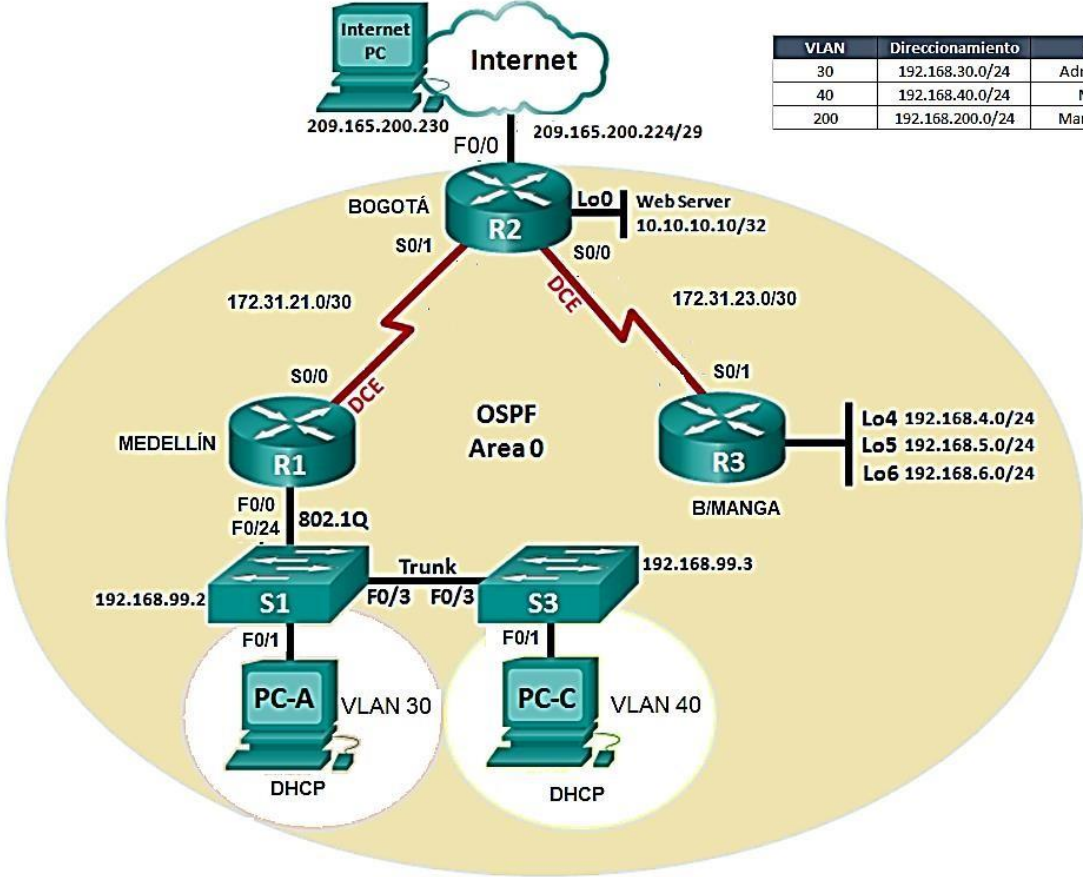 Internet
PC
Internet
209.165.200.230
209.165.200.224/29
VLAN Direccionamiento
30 192.168.30.0/24
40 192.168.40.0/24
200 192.168.200.0/24
F0/0
BOGOTÁ
R2
Lo0
Web Server
10.10.10.10/32
S0/1
S0/0
DCE
172.31.21.0/30
172.31.23.0/30
S0/0
DCE
S0/1
MEDELLÍN
R1
OSPF
Area 0
R3
Lo4 192.168.4.0/24
Lo5 192.168.5.0/24
Lo6 192.168.6.0/24
B/MANGA
F0/0
F0/24
802.1Q
Trunk
192.168.99.2
S1
F0/3 F0/3
S3
192.168.99.3
F0/1
F0/1
PC-A
VLAN 30
PC-C
VLAN 40
DHCP
DHCP